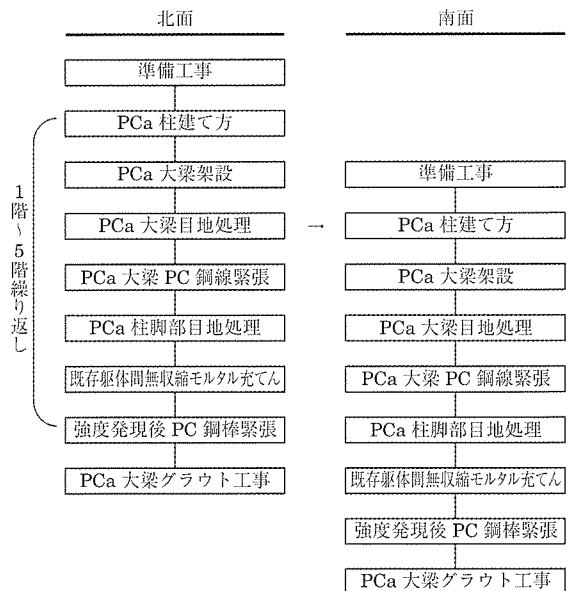 北面
準備工事
PCa 柱建て方
PCa 大梁架設
PCa 大梁目地処理
PCa 大梁 PC 鋼線緊張
PCa 柱脚部目地処理
既存躯体間無収縮モルタル充てん
強度発現後 PC 鋼棒緊張
PCa 大梁グラウト工事
1階~5階繰り返し
→
南面
準備工事
PCa 柱建て方
PCa 大梁架設
PCa 大梁目地処理
PCa 大梁 PC 鋼線緊張
PCa 柱脚部目地処理
既存躯体間無収縮モルタル充てん
強度発現後 PC 鋼棒緊張
PCa 大梁グラウト工事